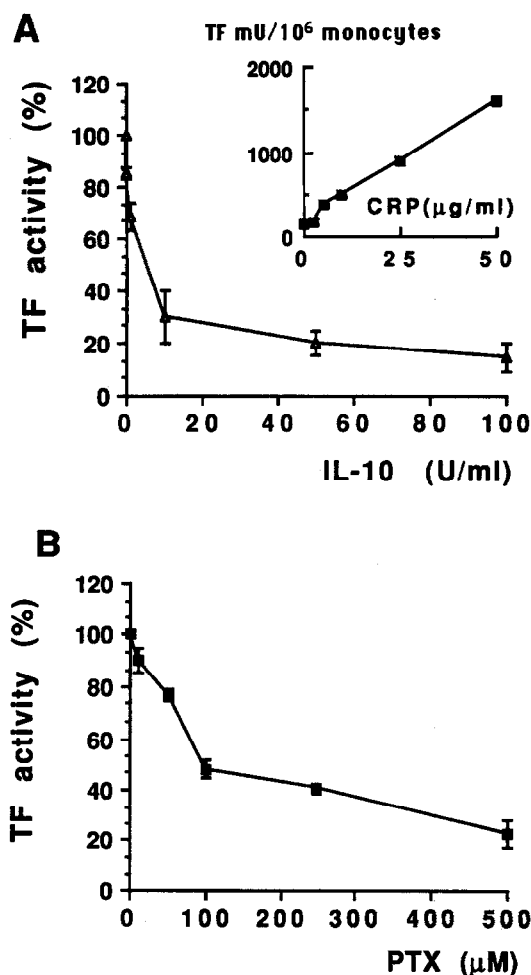 A
TF mU/10⁶ monocytes
TF activity (%)
120
100
80
60
40
20
0
2000
1000
0
CRP(μg/ml)
0 25 50
0 20 40 60 80 100
IL-10 (U/ml)
B
TF activity (%)
120
100
80
60
40
20
0
0 100 200 300 400 500
PTX (μM)